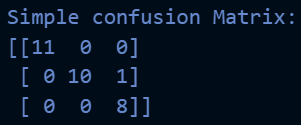 Simple confusion Matrix:
[[11  0  0]
 [ 0 10  1]
 [ 0  0  8]]